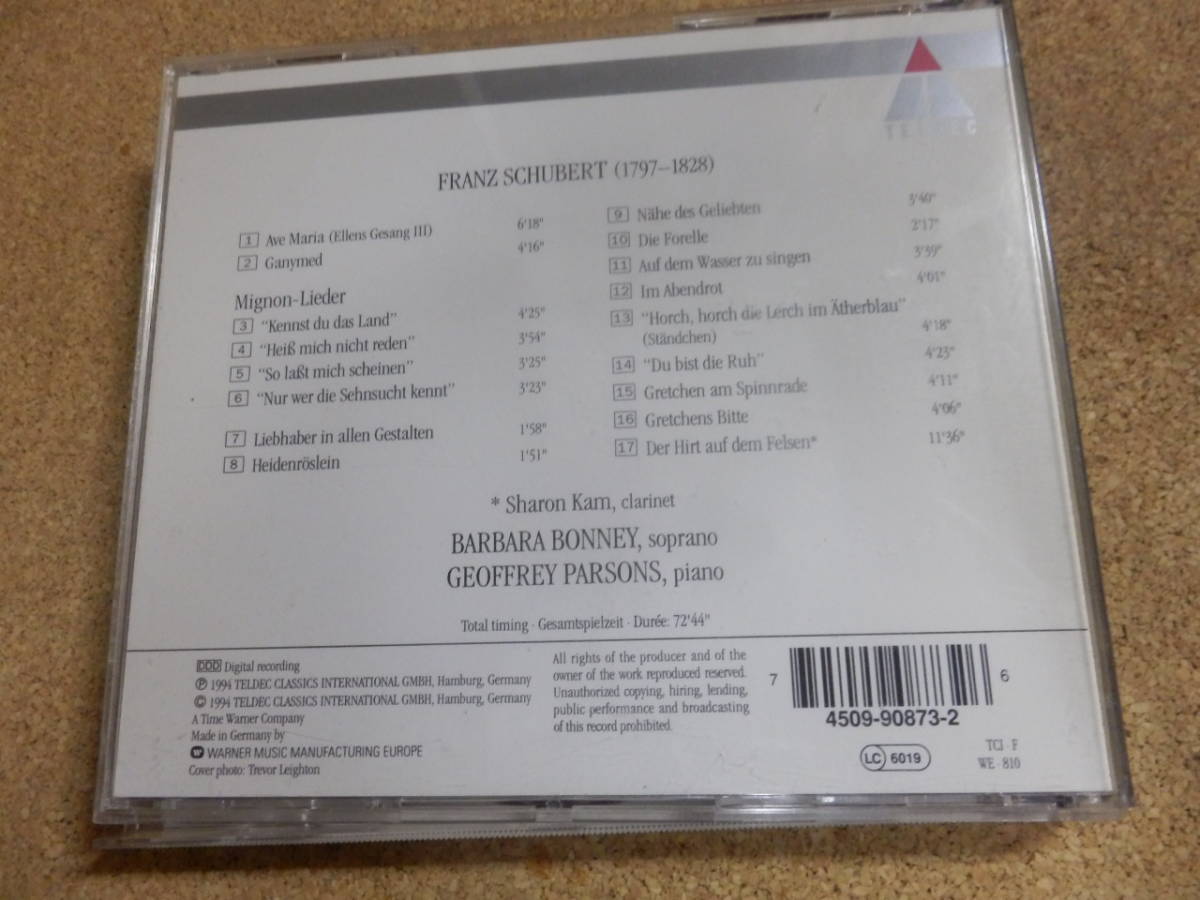 TELDEC
FRANZ SCHUBERT (1797–1828)
1 Ave Maria (Ellens Gesang III) 6'18"
2 Ganymed 4'16"
Mignon-Lieder
3 "Kennst du das Land" 4'25"
4 "Heiß mich nicht reden" 3'54"
5 "So laßt mich scheinen" 3'25"
6 "Nur wer die Sehnsucht kennt" 3'23"
7 Liebhaber in allen Gestalten 1'58"
8 Heidenröslein 1'51"
9 Nähe des Geliebten 3'40"
10 Die Forelle 2'17"
11 Auf dem Wasser zu singen 3'39"
12 Im Abendrot 4'01"
13 "Horch, horch die Lerch im Ätherblau"
(Ständchen) 4'18"
14 "Du bist die Ruh" 4'23"
15 Gretchen am Spinnrade 4'11"
16 Gretchens Bitte 4'06"
17 Der Hirt auf dem Felsen* 11'36"
* Sharon Kam, clarinet
BARBARA BONNEY, soprano
GEOFFREY PARSONS, piano
Total timing · Gesamtspielzeit · Durée: 72'44"
DDD Digital recording
℗ 1994 TELDEC CLASSICS INTERNATIONAL GMBH, Hamburg, Germany
© 1994 TELDEC CLASSICS INTERNATIONAL GMBH, Hamburg, Germany
A Time Warner Company
Made in Germany by
WARNER MUSIC MANUFACTURING EUROPE
Cover photo: Trevor Leighton
All rights of the producer and of the
owner of the work reproduced reserved.
Unauthorized copying, hiring, lending,
public performance and broadcasting
of this record prohibited.
7 6
4509-90873-2
LC 6019
TCI · F
WE · 810